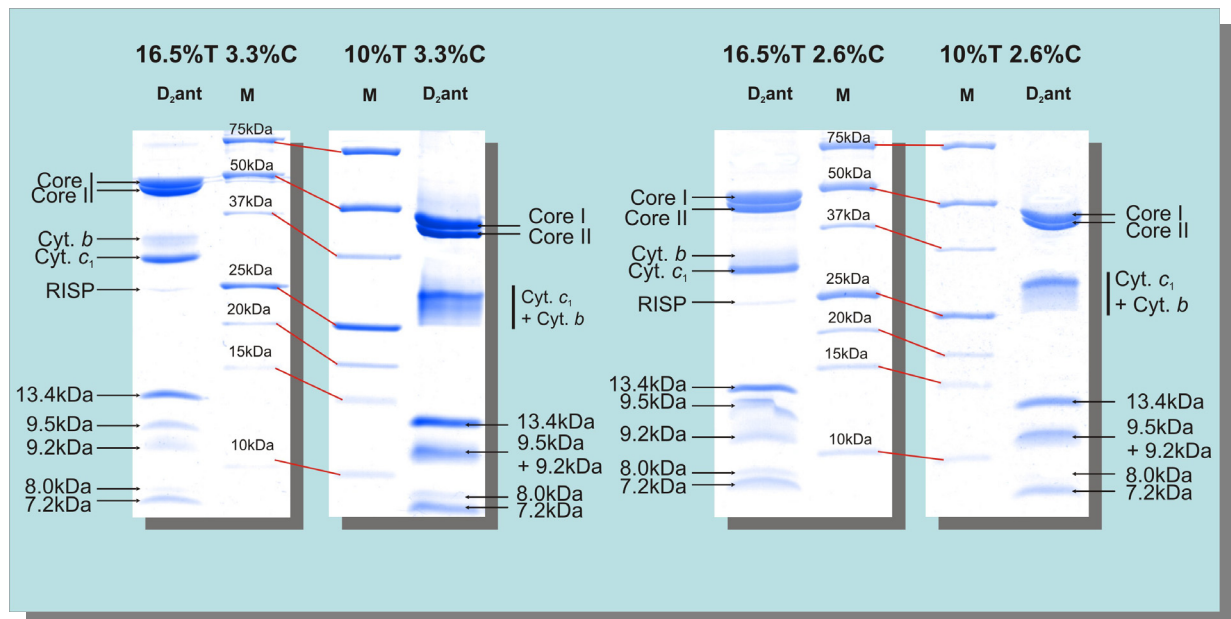 16.5%T 3.3%C
10%T 3.3%C
16.5%T 2.6%C
10%T 2.6%C
D₂ant
M
M
D₂ant
D₂ant
M
M
D₂ant
Core I
Core II
Cyt. b
Cyt. c₁
RISP
13.4kDa
9.5kDa
9.2kDa
8.0kDa
7.2kDa
75kDa
50kDa
37kDa
25kDa
20kDa
15kDa
10kDa
Core I
Core II
Cyt. c₁
+ Cyt. b
13.4kDa
9.5kDa
+ 9.2kDa
8.0kDa
7.2kDa
Core I
Core II
Cyt. b
Cyt. c₁
RISP
13.4kDa
9.5kDa
9.2kDa
8.0kDa
7.2kDa
75kDa
50kDa
37kDa
25kDa
20kDa
15kDa
10kDa
Core I
Core II
Cyt. c₁
+ Cyt. b
13.4kDa
9.5kDa
+ 9.2kDa
8.0kDa
7.2kDa